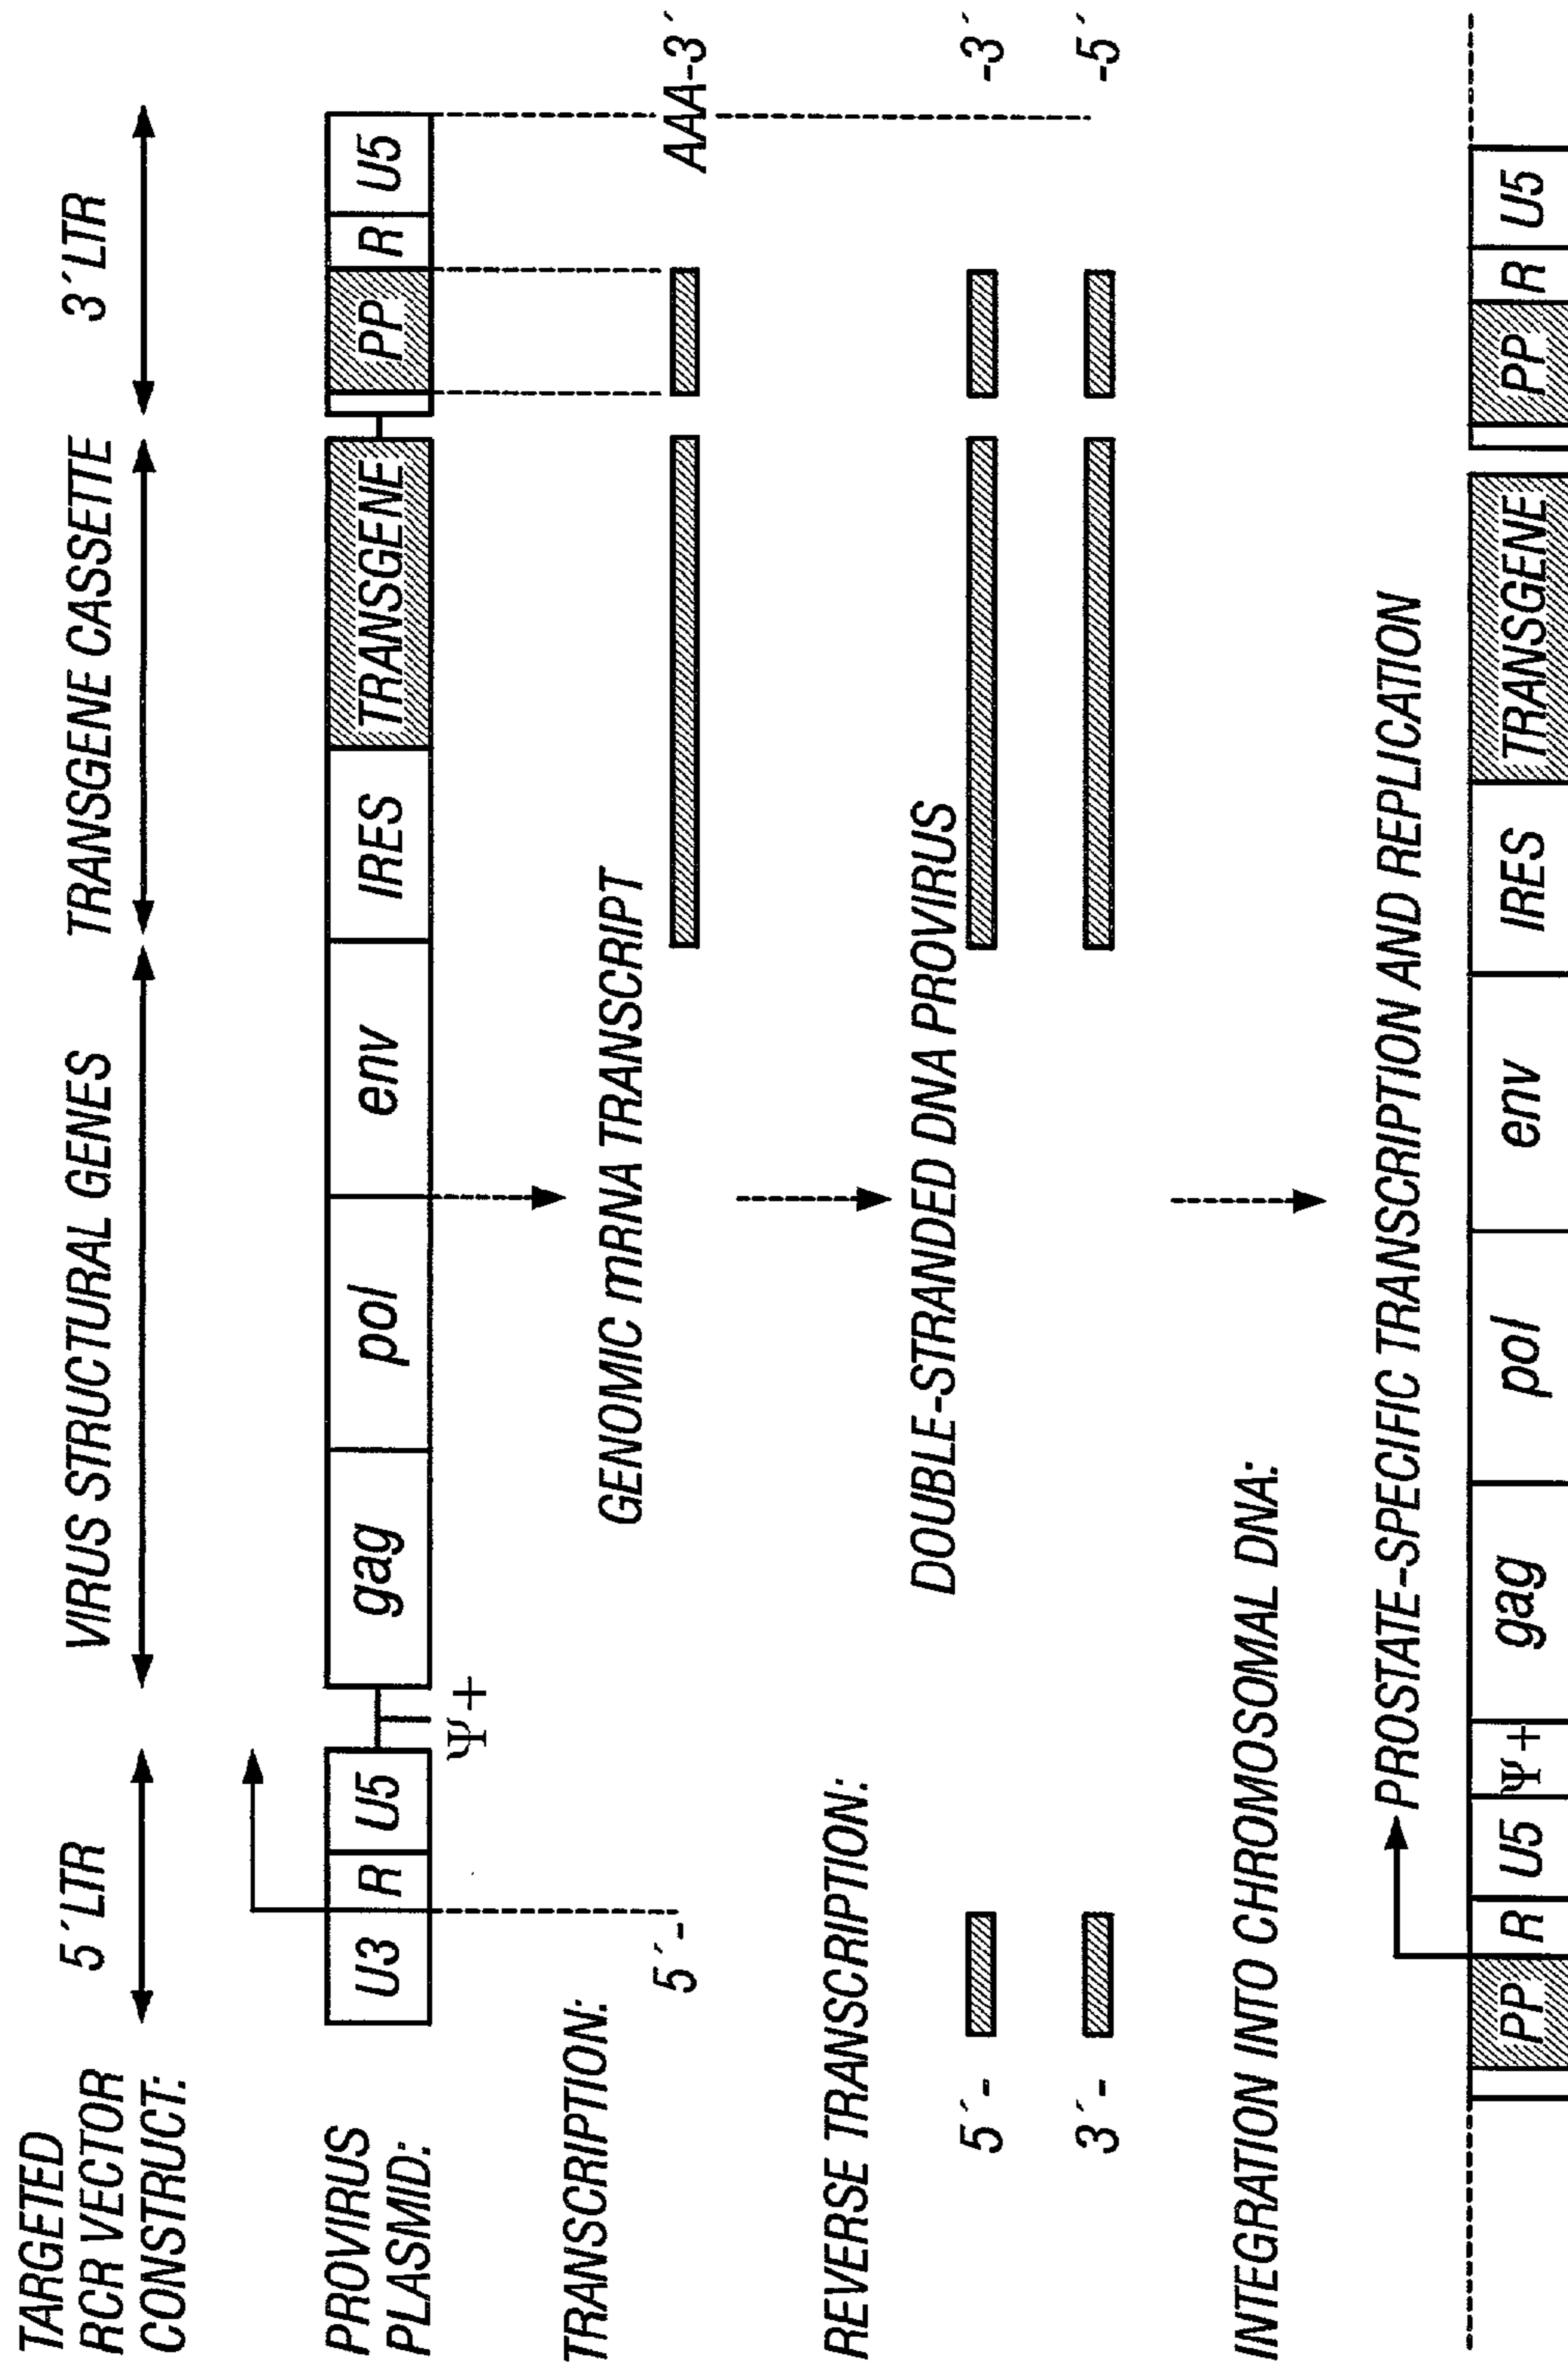 TARGETED
RCR VECTOR
CONSTRUCT:
5´LTR
VIRUS STRUCTURAL GENES
TRANSGENE CASSETTE
3´LTR
PROVIRUS
PLASMID:
U3 R U5 gag pol env IRES TRANSGENE PP R U5
Ψ+
TRANSCRIPTION:
GENOMIC mRNA TRANSCRIPT
5´- AAA-3´
REVERSE TRANSCRIPTION:
DOUBLE-STRANDED DNA PROVIRUS
5´- -3´
3´- -5´
INTEGRATION INTO CHROMOSOMAL DNA:
PROSTATE-SPECIFIC TRANSCRIPTION AND REPLICATION
PP R U5 Ψ+ gag pol env IRES TRANSGENE PP R U5